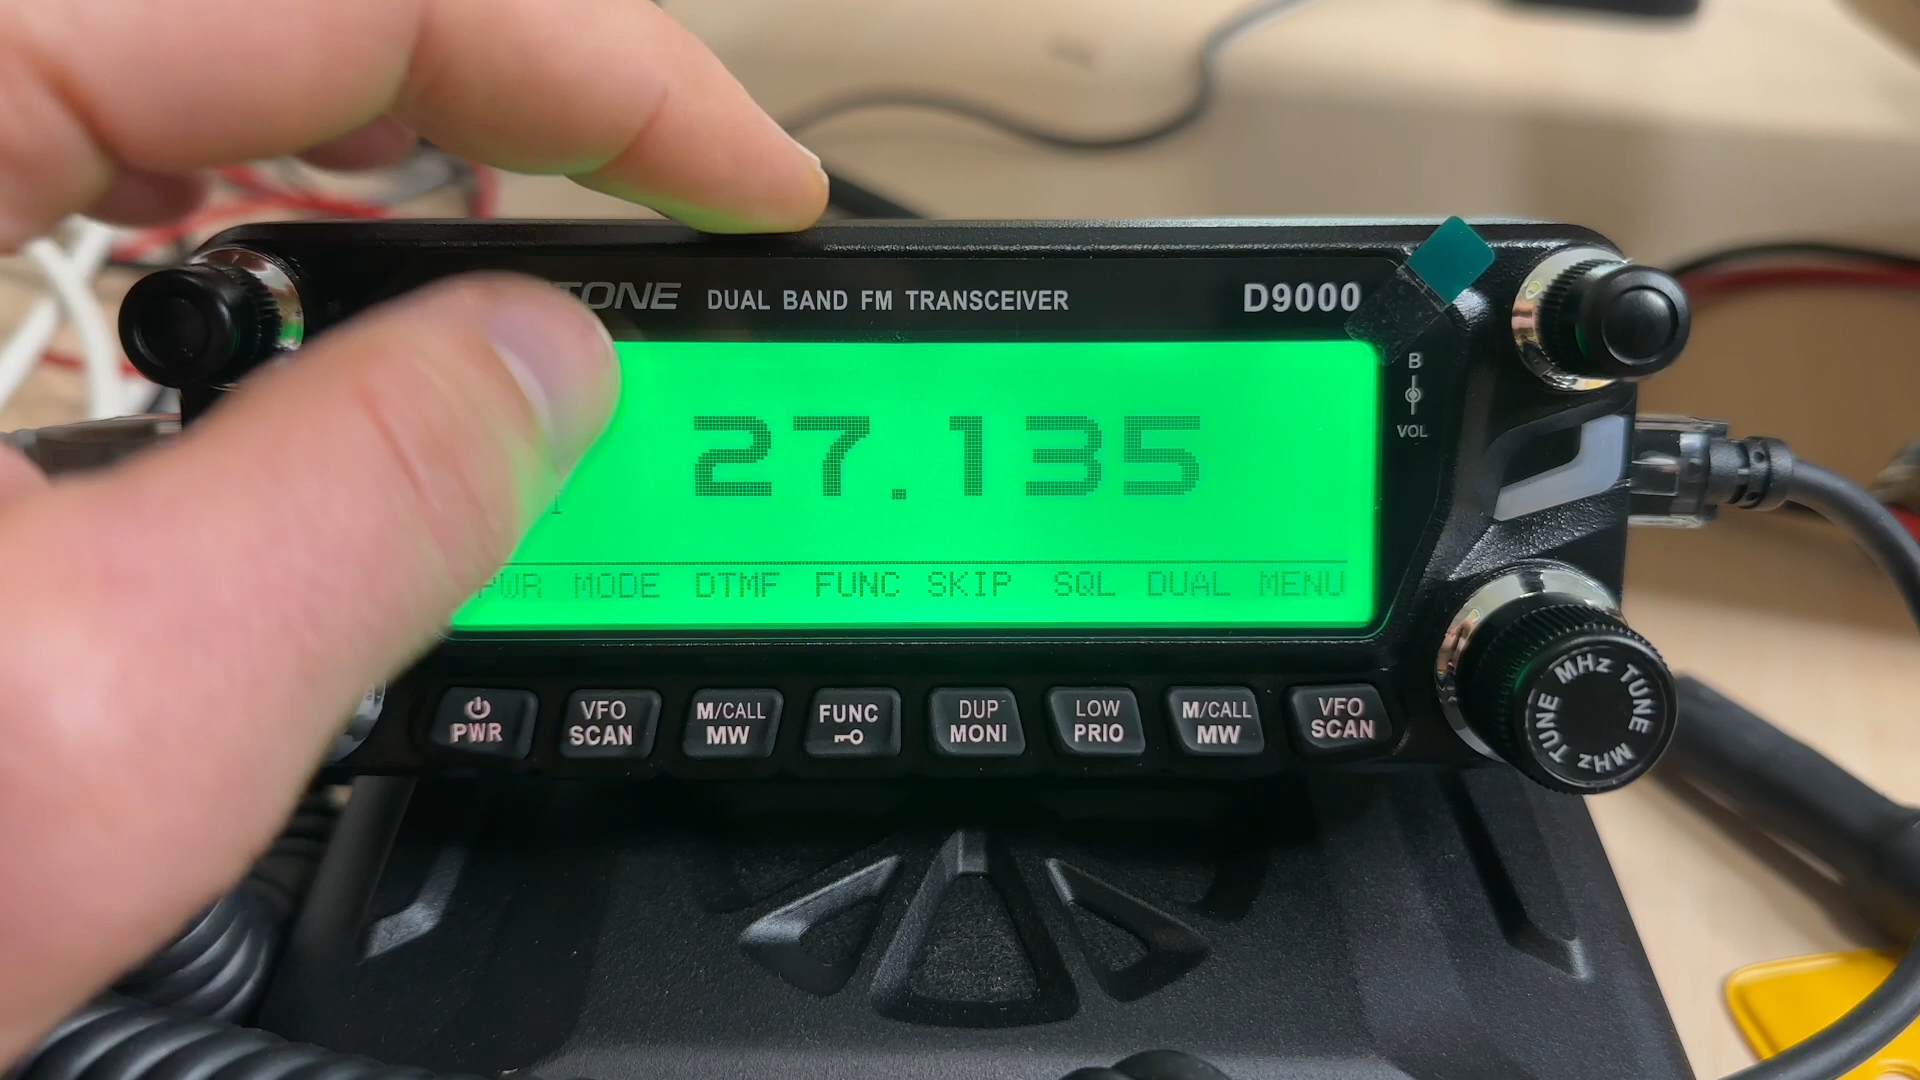 TONE DUAL BAND FM TRANSCEIVER D9000
B
VOL
27.135
PWR MODE DTMF FUNC SKIP SQL DUAL MENU
PWR
VFO
SCAN
M/CALL
MW
FUNC
DUP
MONI
LOW
PRIO
M/CALL
MW
VFO
SCAN
MHz TUNE MHz TUNE